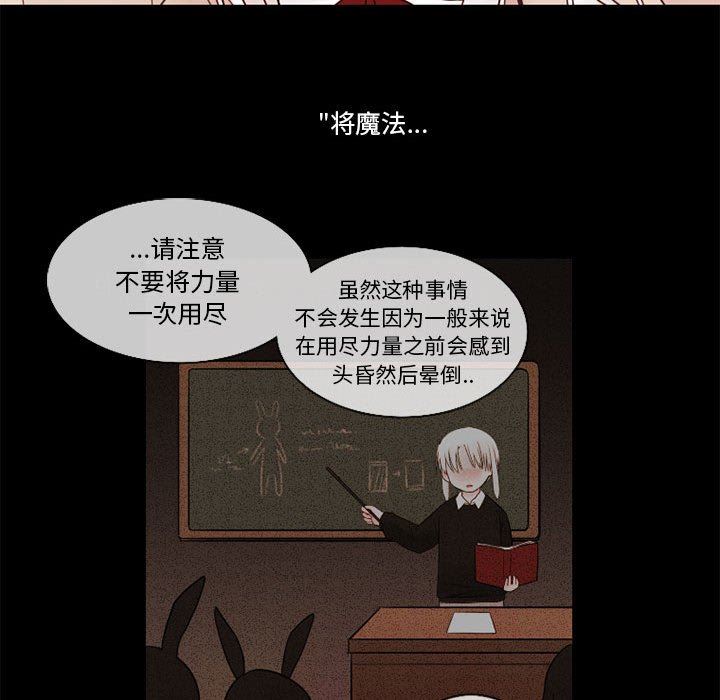 "将魔法...
...请注意
不要将力量
一次用尽
虽然这种事情
不会发生因为一般来说
在用尽力量之前会感到
头昏然后晕倒..